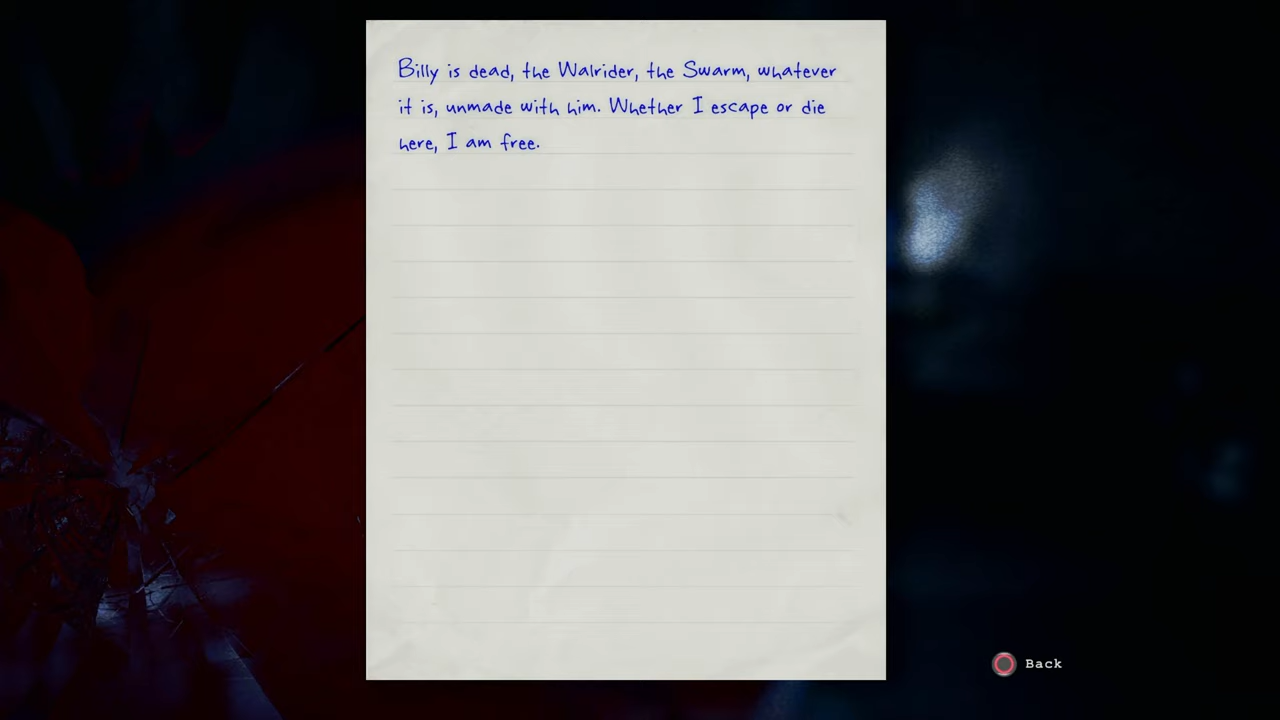 Billy is dead, the Walrider, the Swarm, whatever
it is, unmade with him. Whether I escape or die
here, I am free.
Back